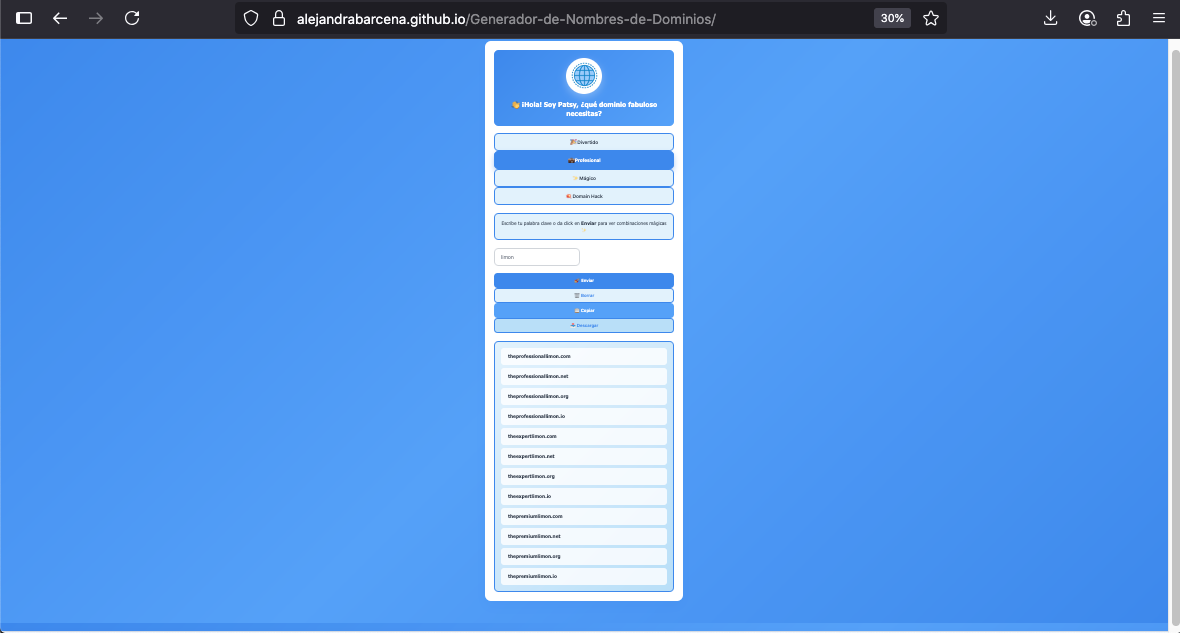 alejandrabarcena.github.io/Generador-de-Nombres-de-Dominios/
30%
👋 ¡Hola! Soy Patsy, ¿qué dominio fabuloso
necesitas?
🎉Divertido
💼Profesional
✨Mágico
🎯Domain Hack
Escribe tu palabra clave o da click en Enviar para ver combinaciones mágicas
✨
limon
🚀 Enviar
Borrar
Copiar
Descargar
theprofessionallimon.com
theprofessionallimon.net
theprofessionallimon.org
theprofessionallimon.io
theexpertlimon.com
theexpertlimon.net
theexpertlimon.org
theexpertlimon.io
thepremiumlimon.com
thepremiumlimon.net
thepremiumlimon.org
thepremiumlimon.io